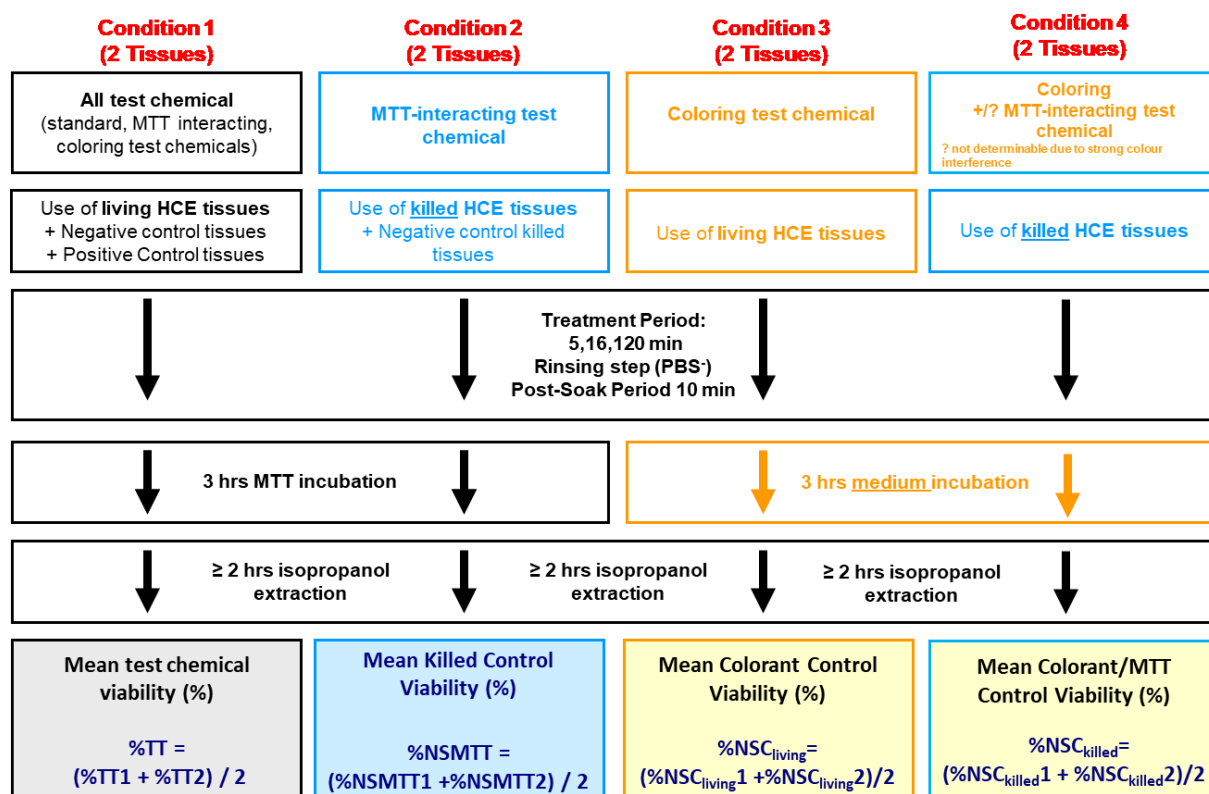 Condition 1
(2 Tissues)
Condition 2
(2 Tissues)
Condition 3
(2 Tissues)
Condition 4
(2 Tissues)
All test chemical
(standard, MTT interacting,
coloring test chemicals)
MTT-interacting test
chemical
Coloring test chemical
Coloring
+/? MTT-interacting test
chemical
? not determinable due to strong colour
interference
Use of living HCE tissues
+ Negative control tissues
+ Positive Control tissues
Use of killed HCE tissues
+ Negative control killed
tissues
Use of living HCE tissues
Use of killed HCE tissues
Treatment Period:
5,16,120 min
Rinsing step (PBS-)
Post-Soak Period 10 min
3 hrs MTT incubation
3 hrs medium incubation
≥ 2 hrs isopropanol
extraction
≥ 2 hrs isopropanol
extraction
≥ 2 hrs isopropanol
extraction
Mean test chemical
viability (%)
%TT =
(%TT1 + %TT2) / 2
Mean Killed Control
Viability (%)
%NSMTT =
(%NSMTT1 +%NSMTT2) / 2
Mean Colorant Control
Viability (%)
%NSCliving=
(%NSCliving1 +%NSCliving2)/2
Mean Colorant/MTT
Control Viability (%)
%NSCkilled=
(%NSCkilled1 + %NSCkilled2)/2